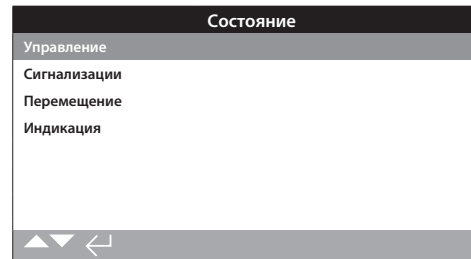 Состояние
Управление
Сигнализации
Перемещение
Индикация